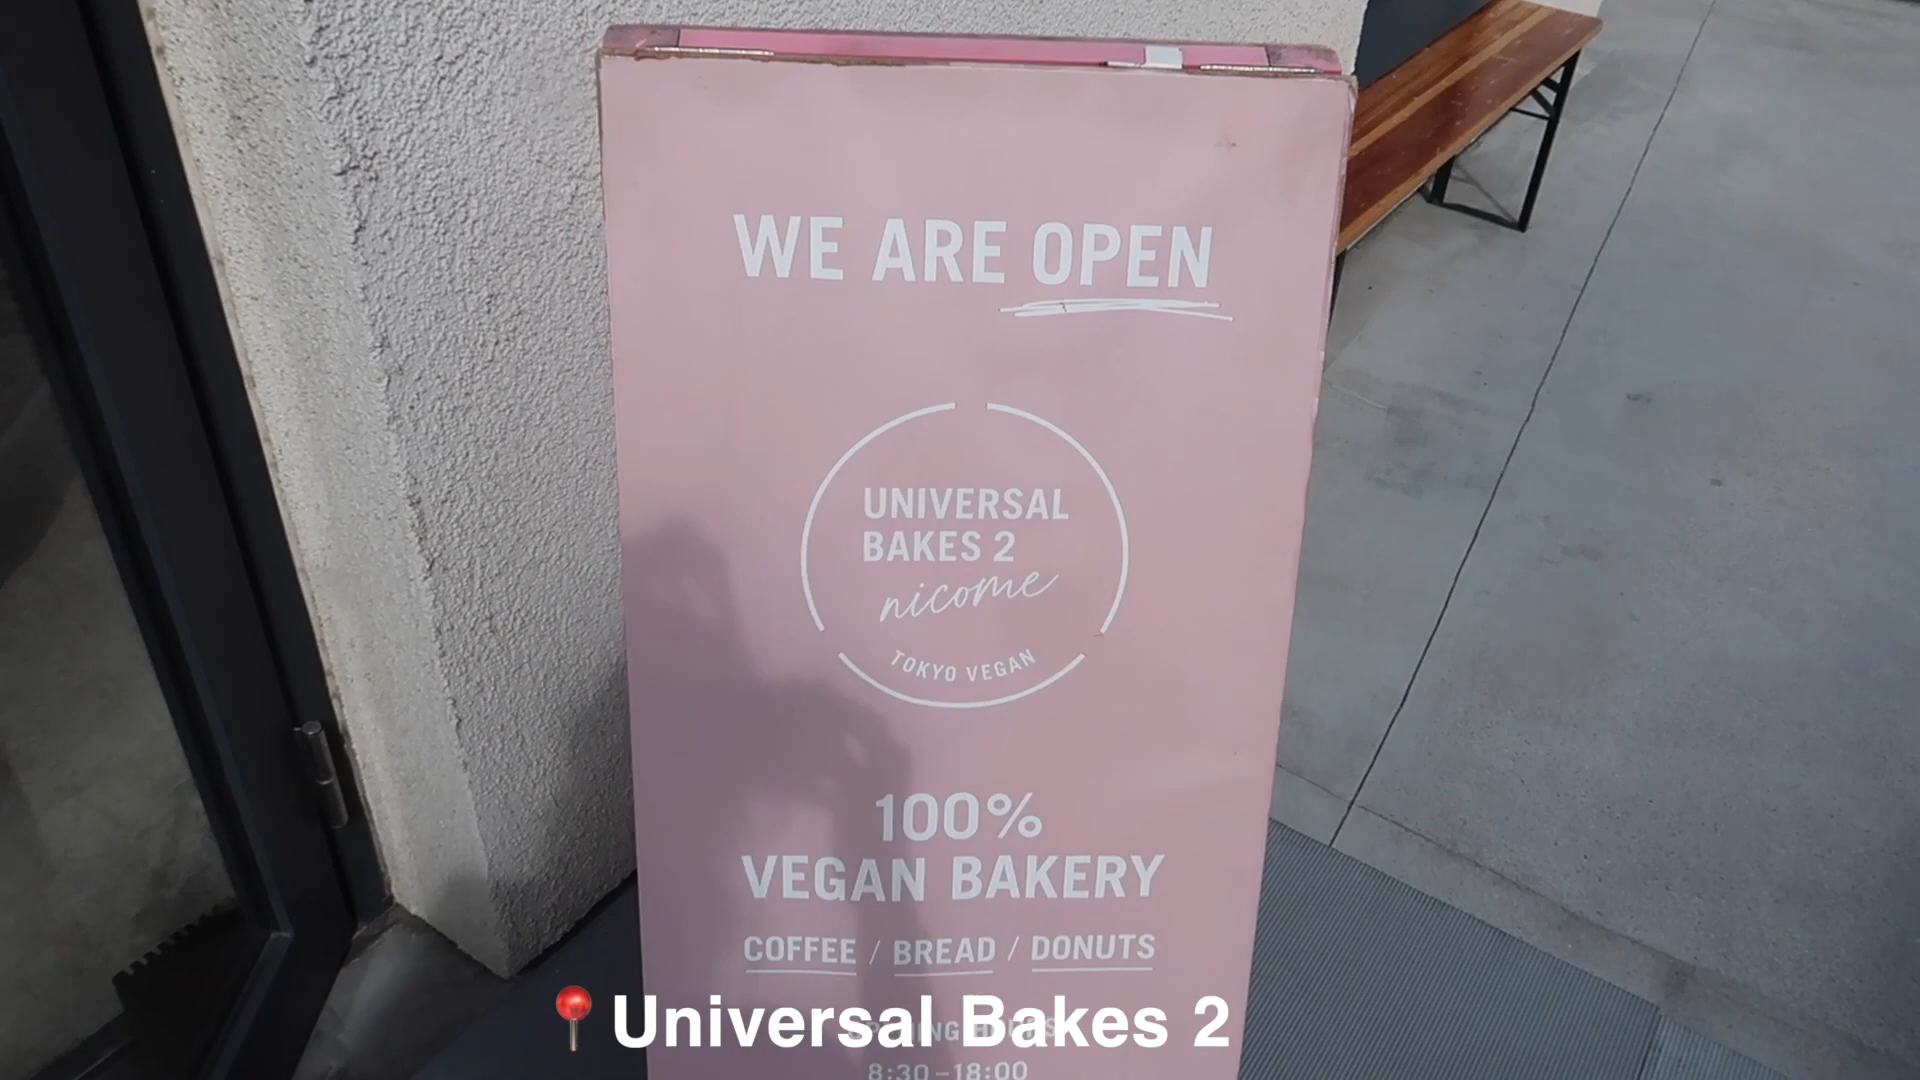 WE ARE OPEN
UNIVERSAL
BAKES 2
nicome
TOKYO VEGAN
100%
VEGAN BAKERY
COFFEE / BREAD / DONUTS
📍Universal Bakes 2
8:30-18:00